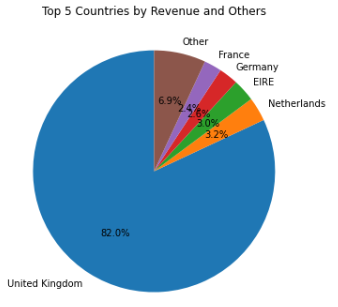 Top 5 Countries by Revenue and Others
Other
France
Germany
EIRE
Netherlands
6.9%
2.4%
2.6%
3.0%
3.2%
82.0%
United Kingdom